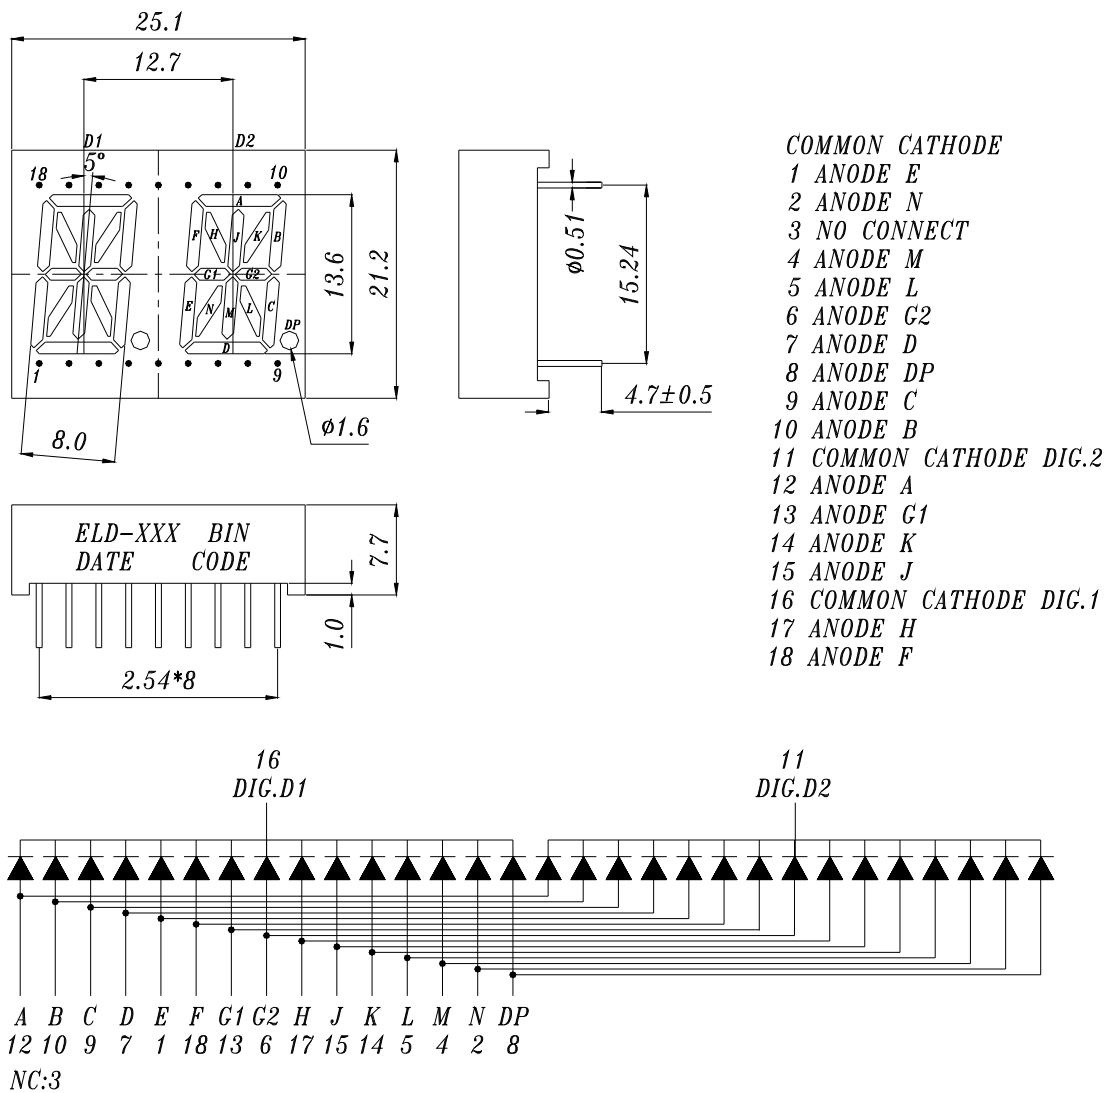 25.1
12.7
D1 D2
5°
18 10
A
F H J K B
G1 G2
E N M L C
DP
D
1 9
8.0
13.6
21.2
ø1.6
ø0.51
15.24
4.7±0.5
COMMON CATHODE
1 ANODE E
2 ANODE N
3 NO CONNECT
4 ANODE M
5 ANODE L
6 ANODE G2
7 ANODE D
8 ANODE DP
9 ANODE C
10 ANODE B
11 COMMON CATHODE DIG.2
12 ANODE A
13 ANODE G1
14 ANODE K
15 ANODE J
16 COMMON CATHODE DIG.1
17 ANODE H
18 ANODE F
ELD-XXX BIN
DATE CODE
7.7
1.0
2.54*8
16 11
DIG.D1 DIG.D2
A B C D E F G1 G2 H J K L M N DP
12 10 9 7 1 18 13 6 17 15 14 5 4 2 8
NC:3